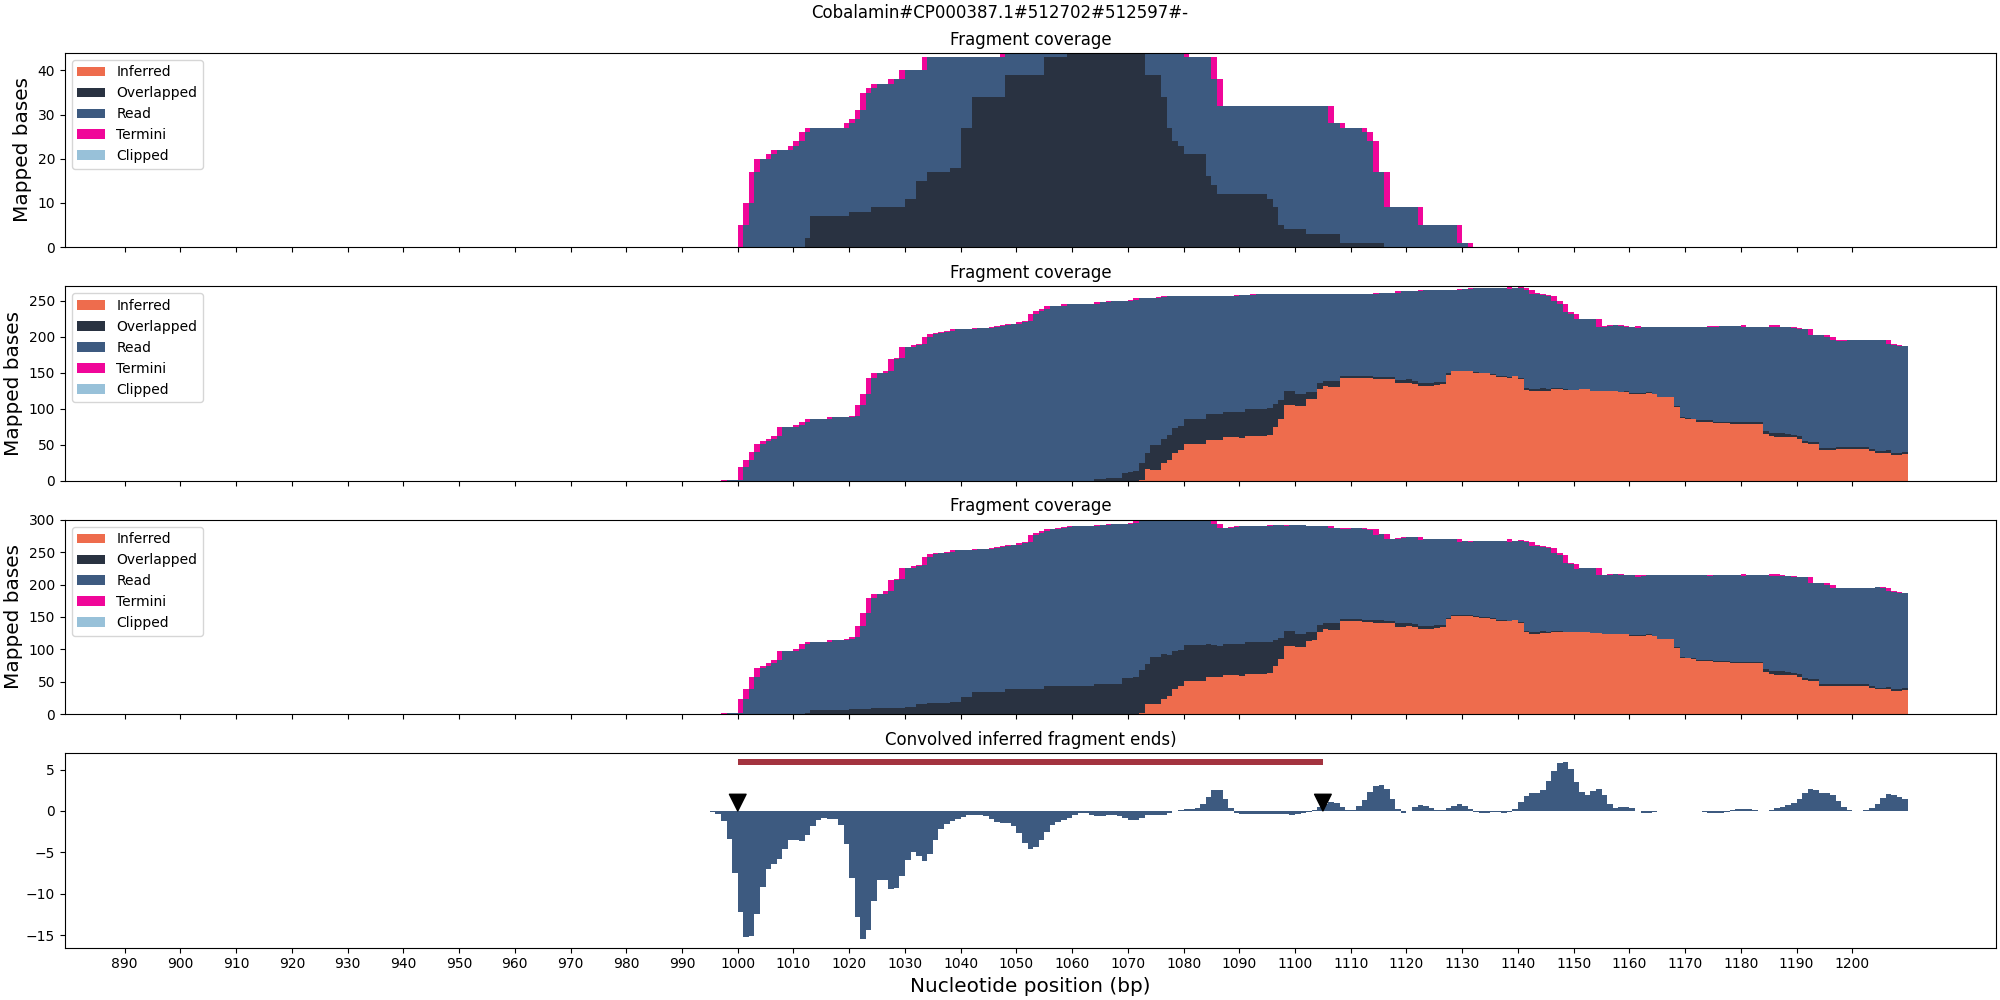 Cobalamin#CP000387.1#512702#512597#-
Fragment coverage
Mapped bases
40
30
20
10
0
Inferred
Overlapped
Read
Termini
Clipped
Fragment coverage
Mapped bases
250
200
150
100
50
0
Inferred
Overlapped
Read
Termini
Clipped
Fragment coverage
Mapped bases
300
250
200
150
100
50
0
Inferred
Overlapped
Read
Termini
Clipped
Convolved inferred fragment ends)
5
0
−5
−10
−15
890 900 910 920 930 940 950 960 970 980 990 1000 1010 1020 1030 1040 1050 1060 1070 1080 1090 1100 1110 1120 1130 1140 1150 1160 1170 1180 1190 1200
Nucleotide position (bp)